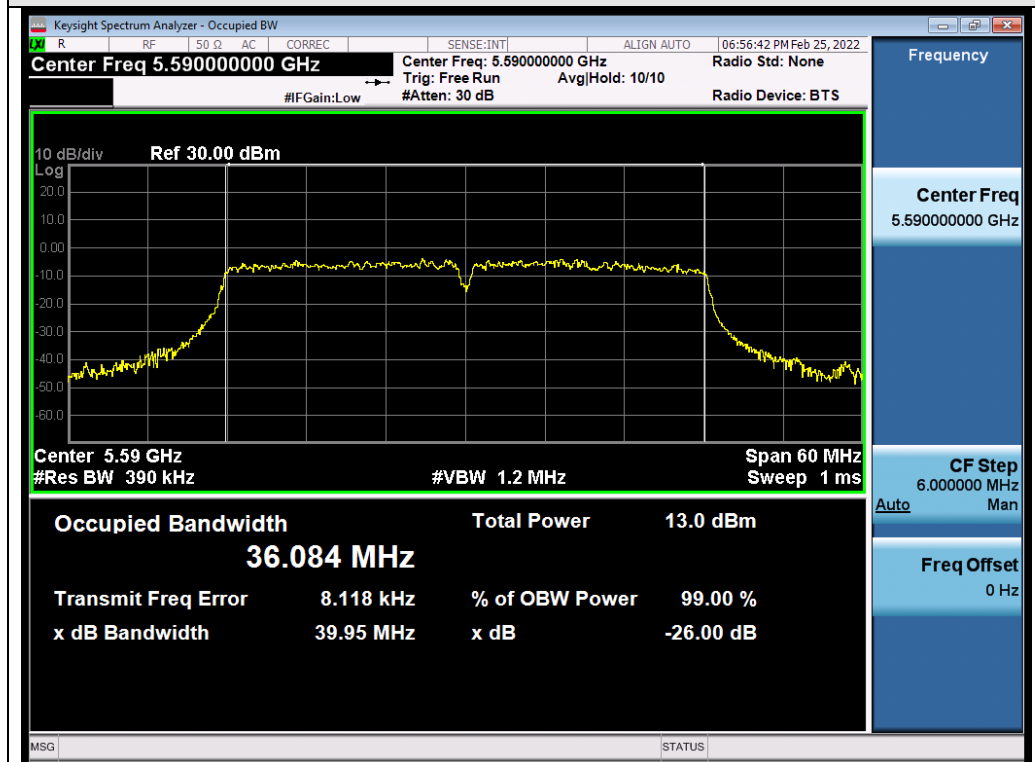 Keysight Spectrum Analyzer - Occupied BW
LXI R RF 50 Ω AC CORREC SENSE:INT ALIGN AUTO 06:56:42 PM Feb 25, 2022
Center Freq 5.590000000 GHz
Center Freq: 5.590000000 GHz Radio Std: None
Trig: Free Run Avg|Hold: 10/10
#IFGain:Low #Atten: 30 dB Radio Device: BTS
10 dB/div Ref 30.00 dBm
Log
20.0
10.0
0.00
-10.0
-20.0
-30.0
-40.0
-50.0
-60.0
Center 5.59 GHz Span 60 MHz
#Res BW 390 kHz #VBW 1.2 MHz Sweep 1 ms
Occupied Bandwidth Total Power 13.0 dBm
36.084 MHz
Transmit Freq Error 8.118 kHz % of OBW Power 99.00 %
x dB Bandwidth 39.95 MHz x dB -26.00 dB
MSG STATUS
Frequency
Center Freq
5.590000000 GHz
CF Step
6.000000 MHz
Auto Man
Freq Offset
0 Hz